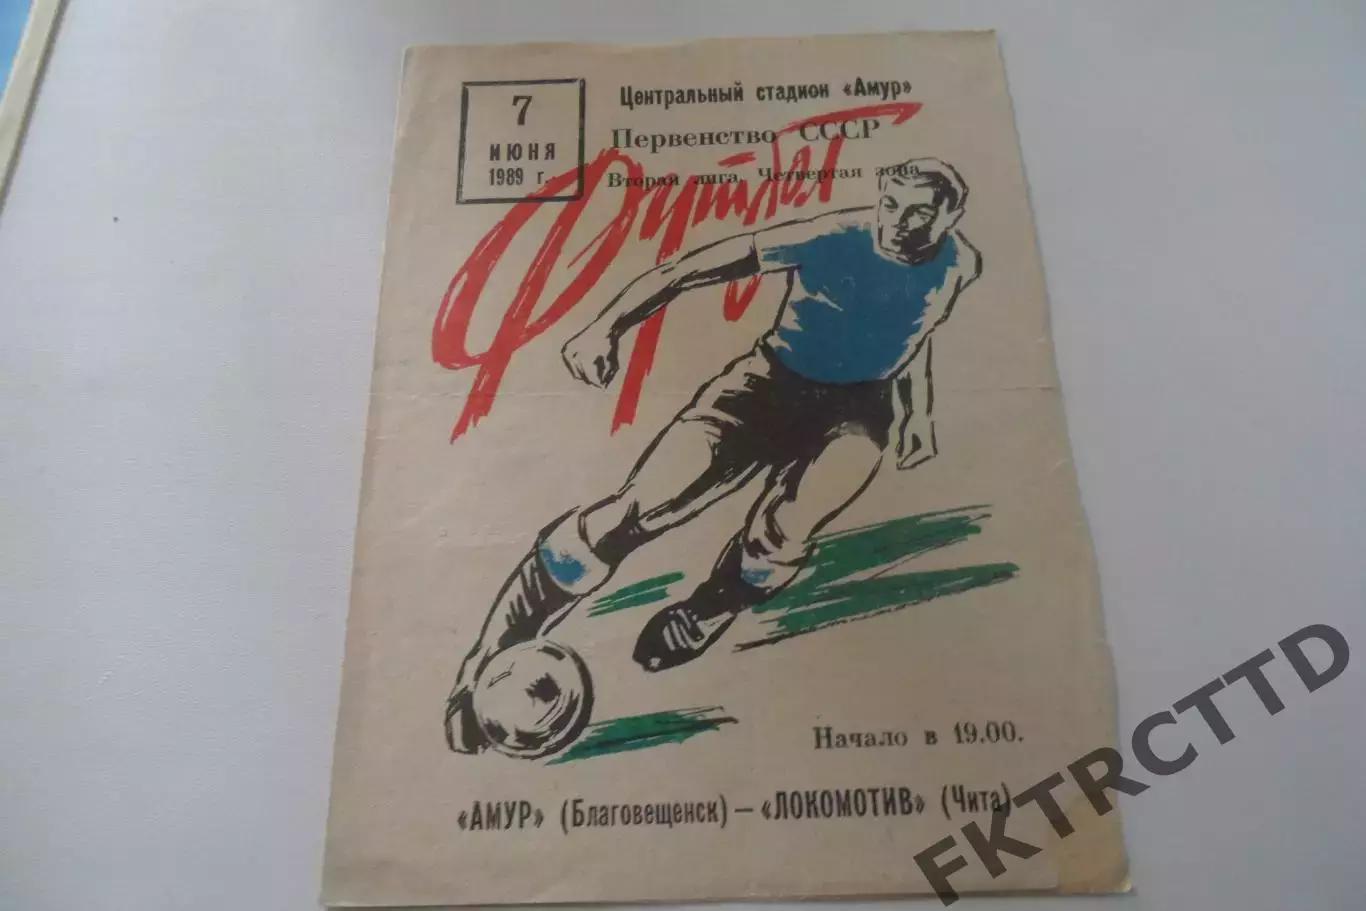 7
ИЮНЯ
1989 г.
Центральный стадион «Амур»
Первенство СССР
Вторая лига. Четвертая зона
Футбол
Начало в 19.00.
«АМУР» (Благовещенск) — «ЛОКОМОТИВ» (Чита)
FKTRCTTD